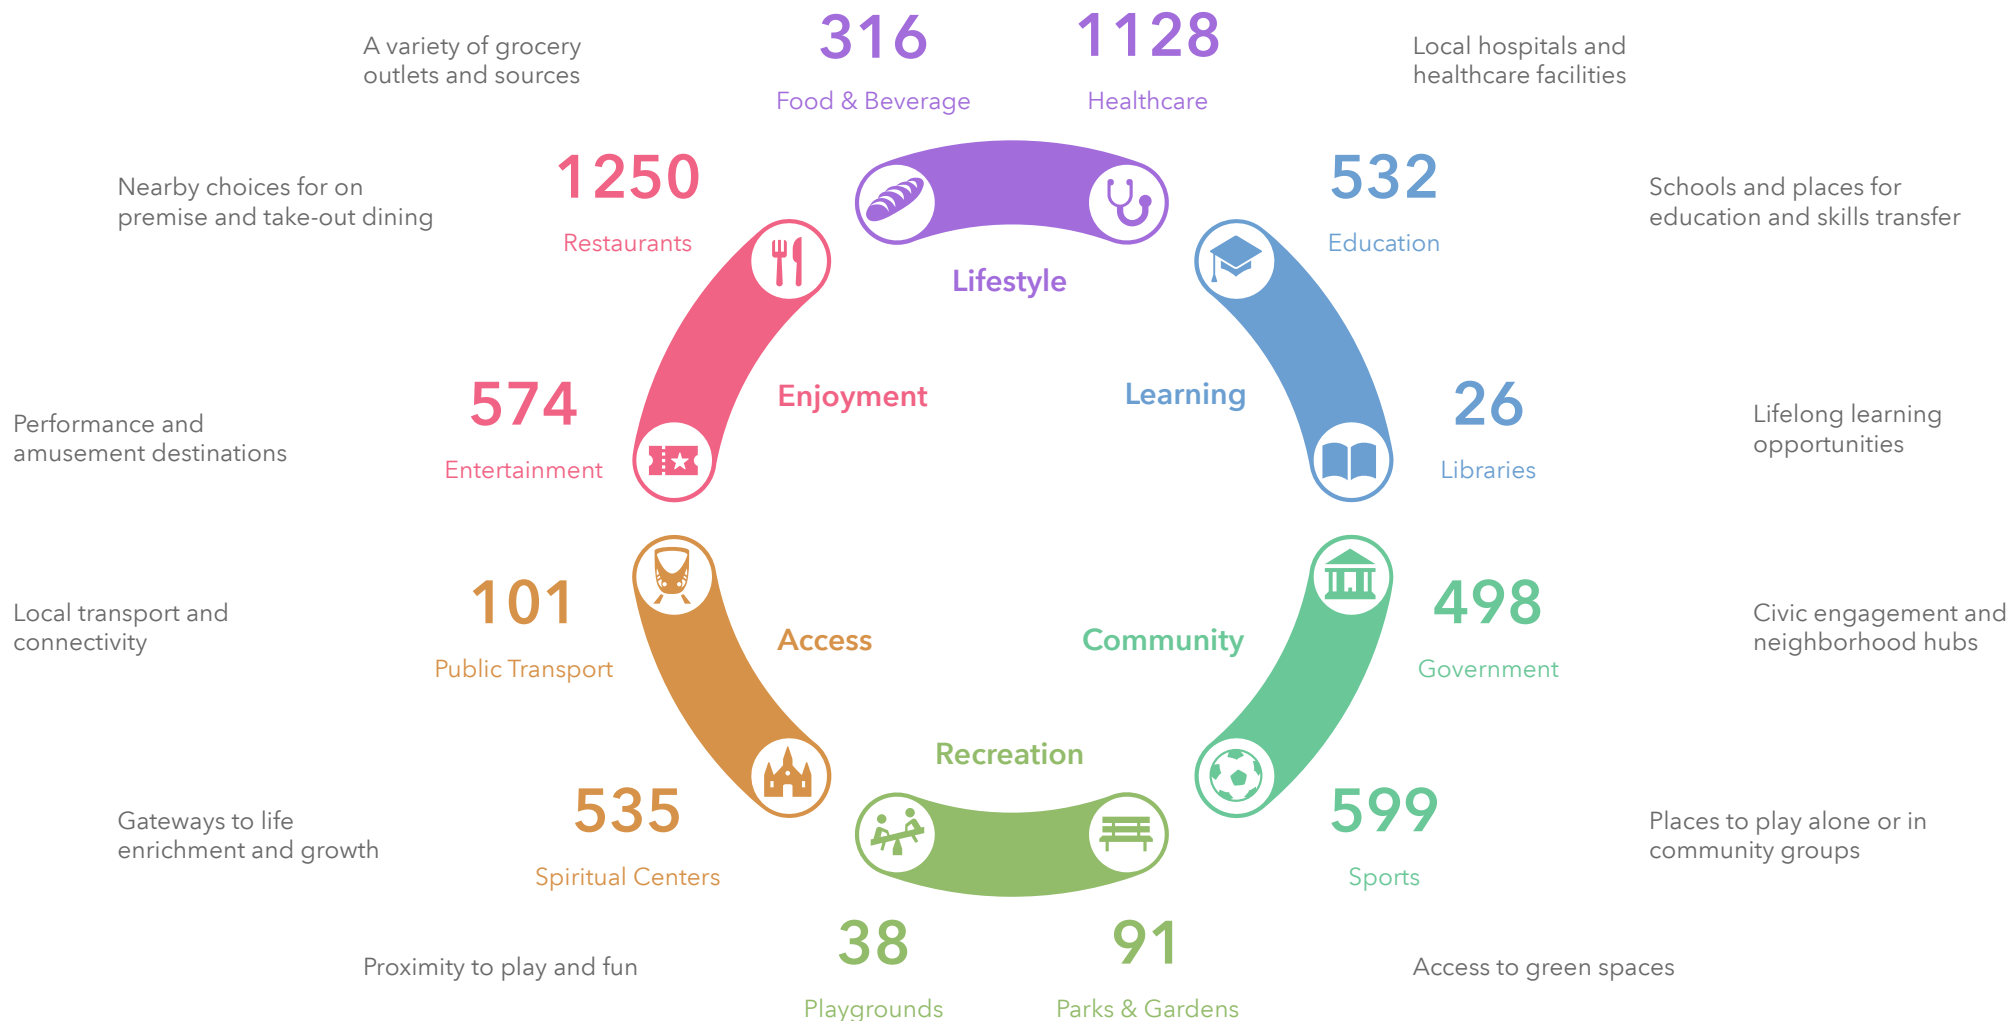 316
1128
A variety of grocery
outlets and sources
Local hospitals and
healthcare facilities
Food & Beverage
Healthcare
1250
532
Nearby choices for on
premise and take-out dining
Schools and places for
education and skills transfer
Restaurants
Education
Lifestyle
574
Enjoyment
Learning
26
Performance and
amusement destinations
Lifelong learning
opportunities
Entertainment
Libraries
101
498
Local transport and
connectivity
Access
Community
Civic engagement and
neighborhood hubs
Public Transport
Government
Recreation
535
599
Gateways to life
enrichment and growth
Places to play alone or in
community groups
Spiritual Centers
Sports
38
91
Proximity to play and fun
Access to green spaces
Playgrounds
Parks & Gardens